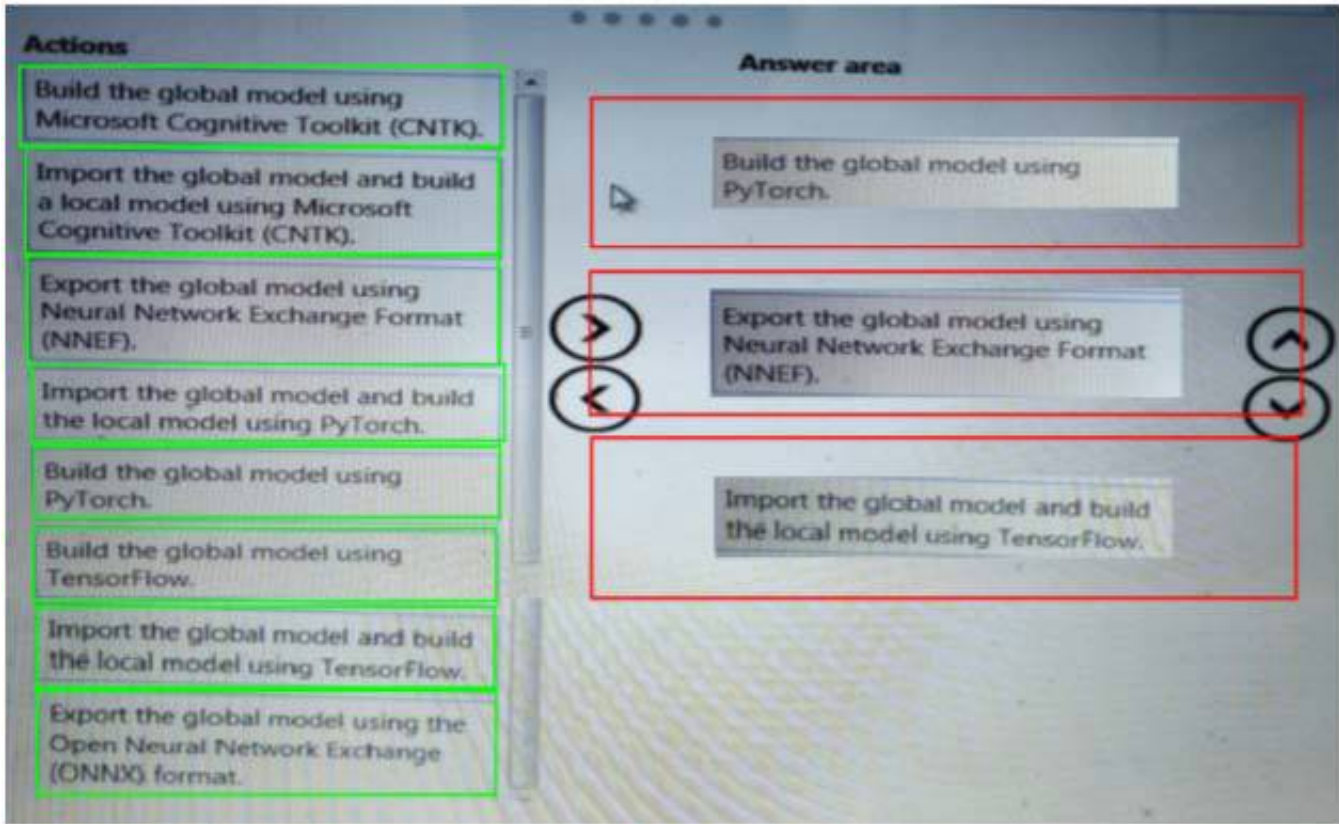 Actions
Build the global model using
Microsoft Cognitive Toolkit (CNTK).
Import the global model and build
a local model using Microsoft
Cognitive Toolkit (CNTK).
Export the global model using
Neural Network Exchange Format
(NNEF).
Import the global model and build
the local model using PyTorch.
Build the global model using
PyTorch.
Build the global model using
TensorFlow.
Import the global model and build
the local model using TensorFlow.
Export the global model using the
Open Neural Network Exchange
(ONNX) format.
Answer area
Build the global model using
PyTorch.
Export the global model using
Neural Network Exchange Format
(NNEF).
Import the global model and build
the local model using TensorFlow.